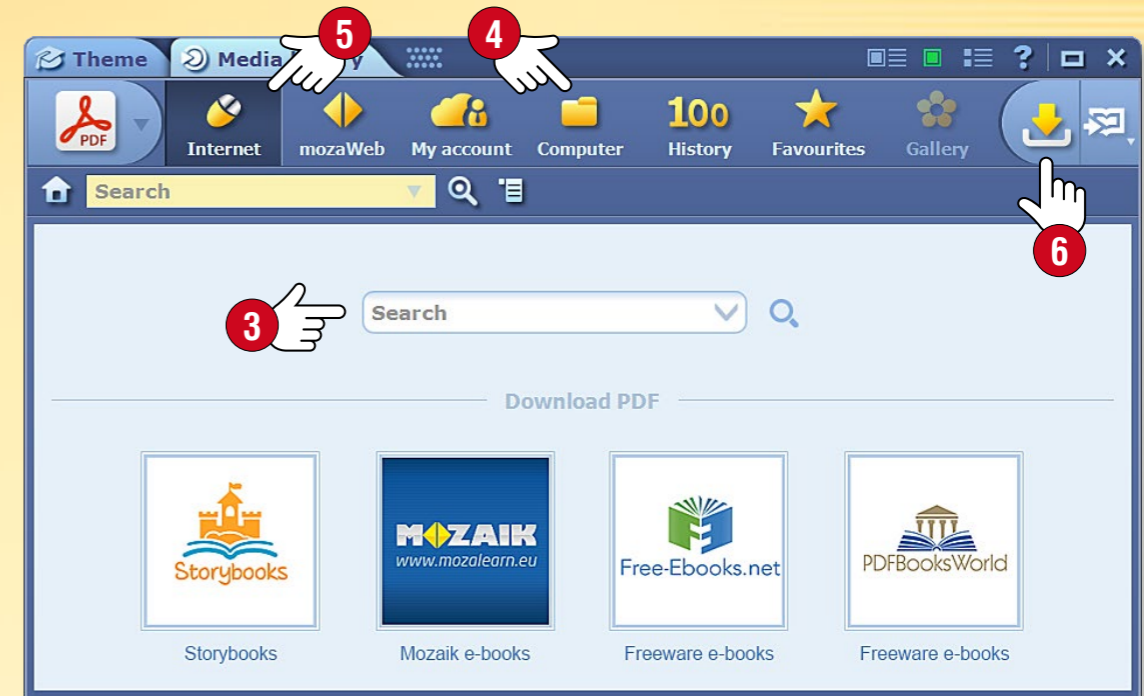 5
4
Theme
Media
y
?
PDF
Internet
mozaWeb
My account
Computer
100
History
Favourites
Gallery
Search
6
3
Search
Download PDF
Storybooks
MOZAIK
www.mozalearn.eu
Free-Ebooks.net
PDFBooksWorld
Storybooks
Mozaik e-books
Freeware e-books
Freeware e-books